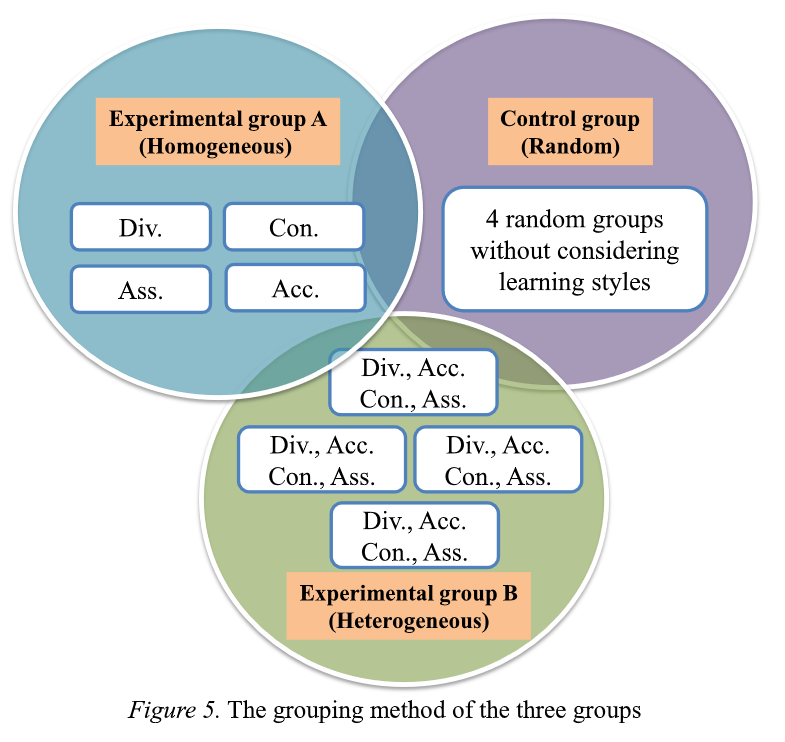 Experimental group A
(Homogeneous)
Div.
Con.
Ass.
Acc.
Control group
(Random)
4 random groups
without considering
learning styles
Div., Acc.
Con., Ass.
Div., Acc.
Con., Ass.
Div., Acc.
Con., Ass.
Div., Acc.
Con., Ass.
Experimental group B
(Heterogeneous)
Figure 5. The grouping method of the three groups